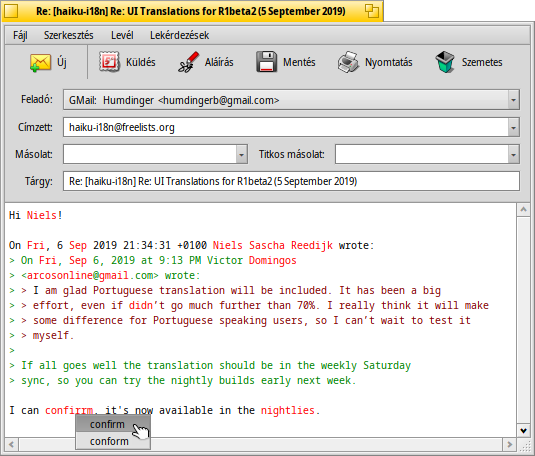 Re: [haiku-i18n] Re: UI Translations for R1beta2 (5 September 2019)
Fájl Szerkesztés Levél Lekérdezések
Új Küldés Aláírás Mentés Nyomtatás Szemetes
Feladó: GMail: Humdinger <humdingerb@gmail.com>
Címzett: haiku-i18n@freelists.org
Másolat: Titkos másolat:
Tárgy: Re: [haiku-i18n] Re: UI Translations for R1beta2 (5 September 2019)
Hi Niels!
On Fri, 6 Sep 2019 21:34:31 +0100 Niels Sascha Reedijk wrote:
> On Fri, Sep 6, 2019 at 9:13 PM Victor Domingos
> <arcosonline@gmail.com> wrote:
> > I am glad Portuguese translation will be included. It has been a big
> > effort, even if didn’t go much further than 70%. I really think it will make
> > some difference for Portuguese speaking users, so I can’t wait to test it
> > myself.
>
> If all goes well the translation should be in the weekly Saturday
> sync, so you can try the nightly builds early next week.
I can confirrm, it's now available in the nightlies.
confirm
conform